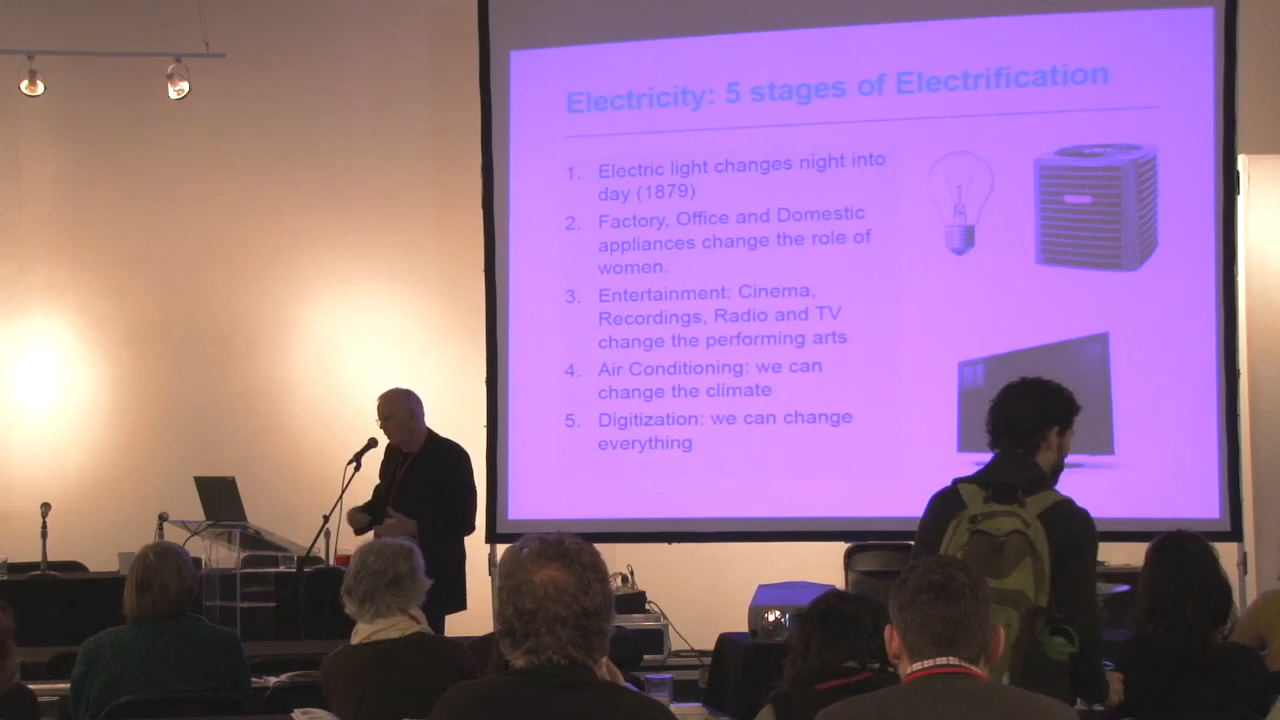 Electricity: 5 stages of Electrification
1. Electric light changes night into
day (1879)
2. Factory, Office and Domestic
appliances change the role of
women.
3. Entertainment: Cinema,
Recordings, Radio and TV
change the performing arts
4. Air Conditioning: we can
change the climate
5. Digitization: we can change
everything